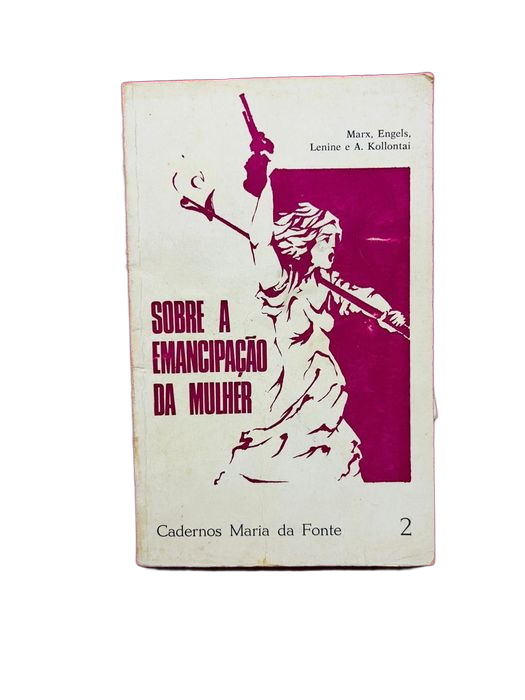 Marx, Engels,
Lenine e A. Kollontai
SOBRE A
EMANCIPAÇÃO
DA MULHER
Cadernos Maria da Fonte 2